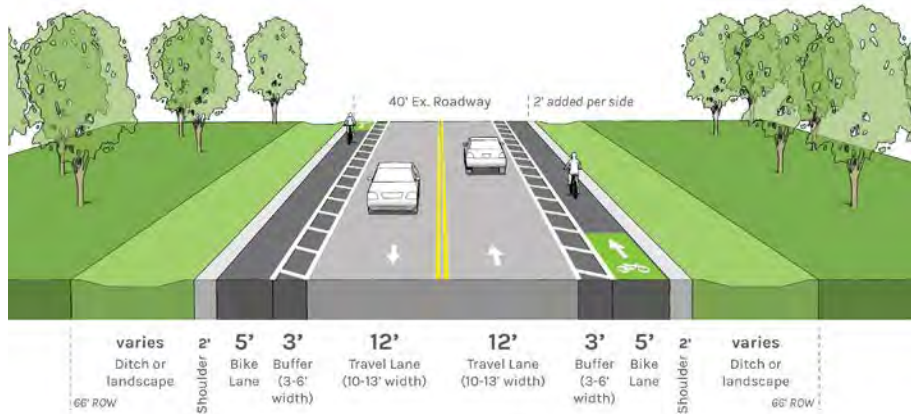 40' Ex. Roadway
2' added per side
varies
Ditch or
landscape
66' ROW
2'
Shoulder
5'
Bike
Lane
3'
Buffer
(3-6'
width)
12'
Travel Lane
(10-13' width)
12'
Travel Lane
(10-13' width)
3'
Buffer
(3-6'
width)
5'
Bike
Lane
2'
Shoulder
varies
Ditch or
landscape
66' ROW